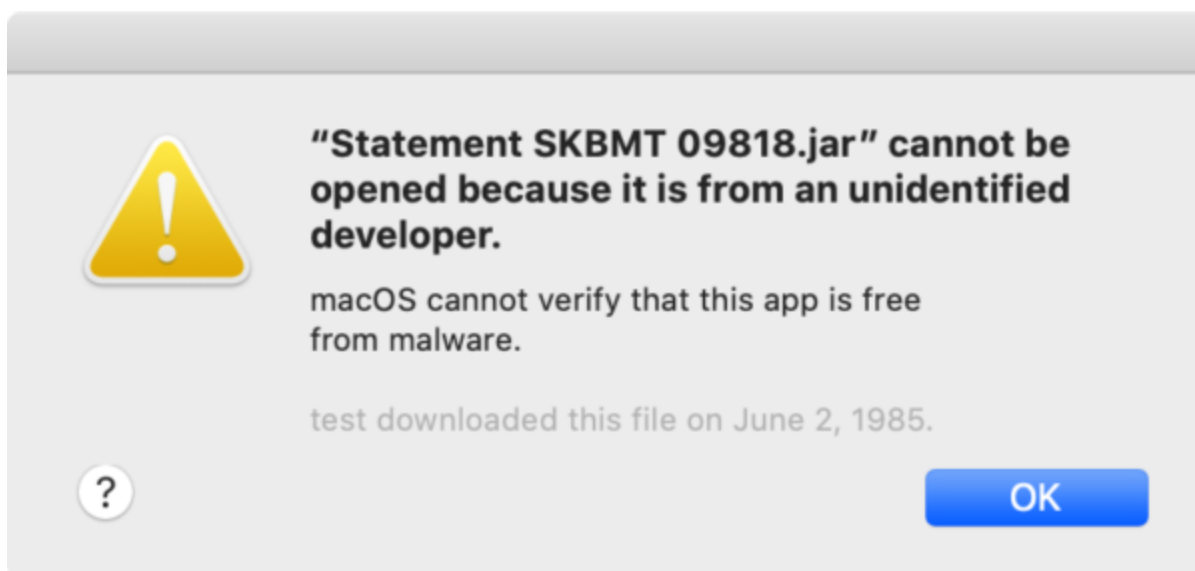 “Statement SKBMT 09818.jar” cannot be
opened because it is from an unidentified
developer.
macOS cannot verify that this app is free
from malware.
test downloaded this file on June 2, 1985.
?
OK